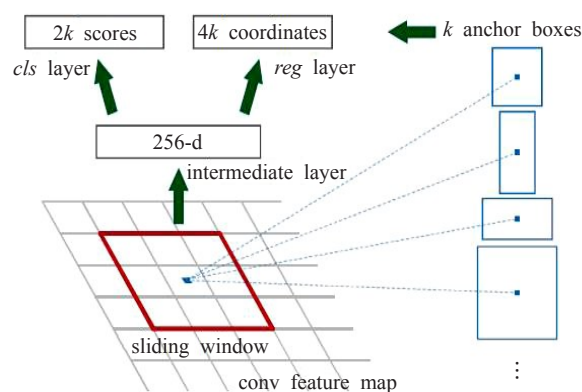 2k scores
4k coordinates
k anchor boxes
cls layer
reg layer
256-d
intermediate layer
sliding window
conv feature map
⋮